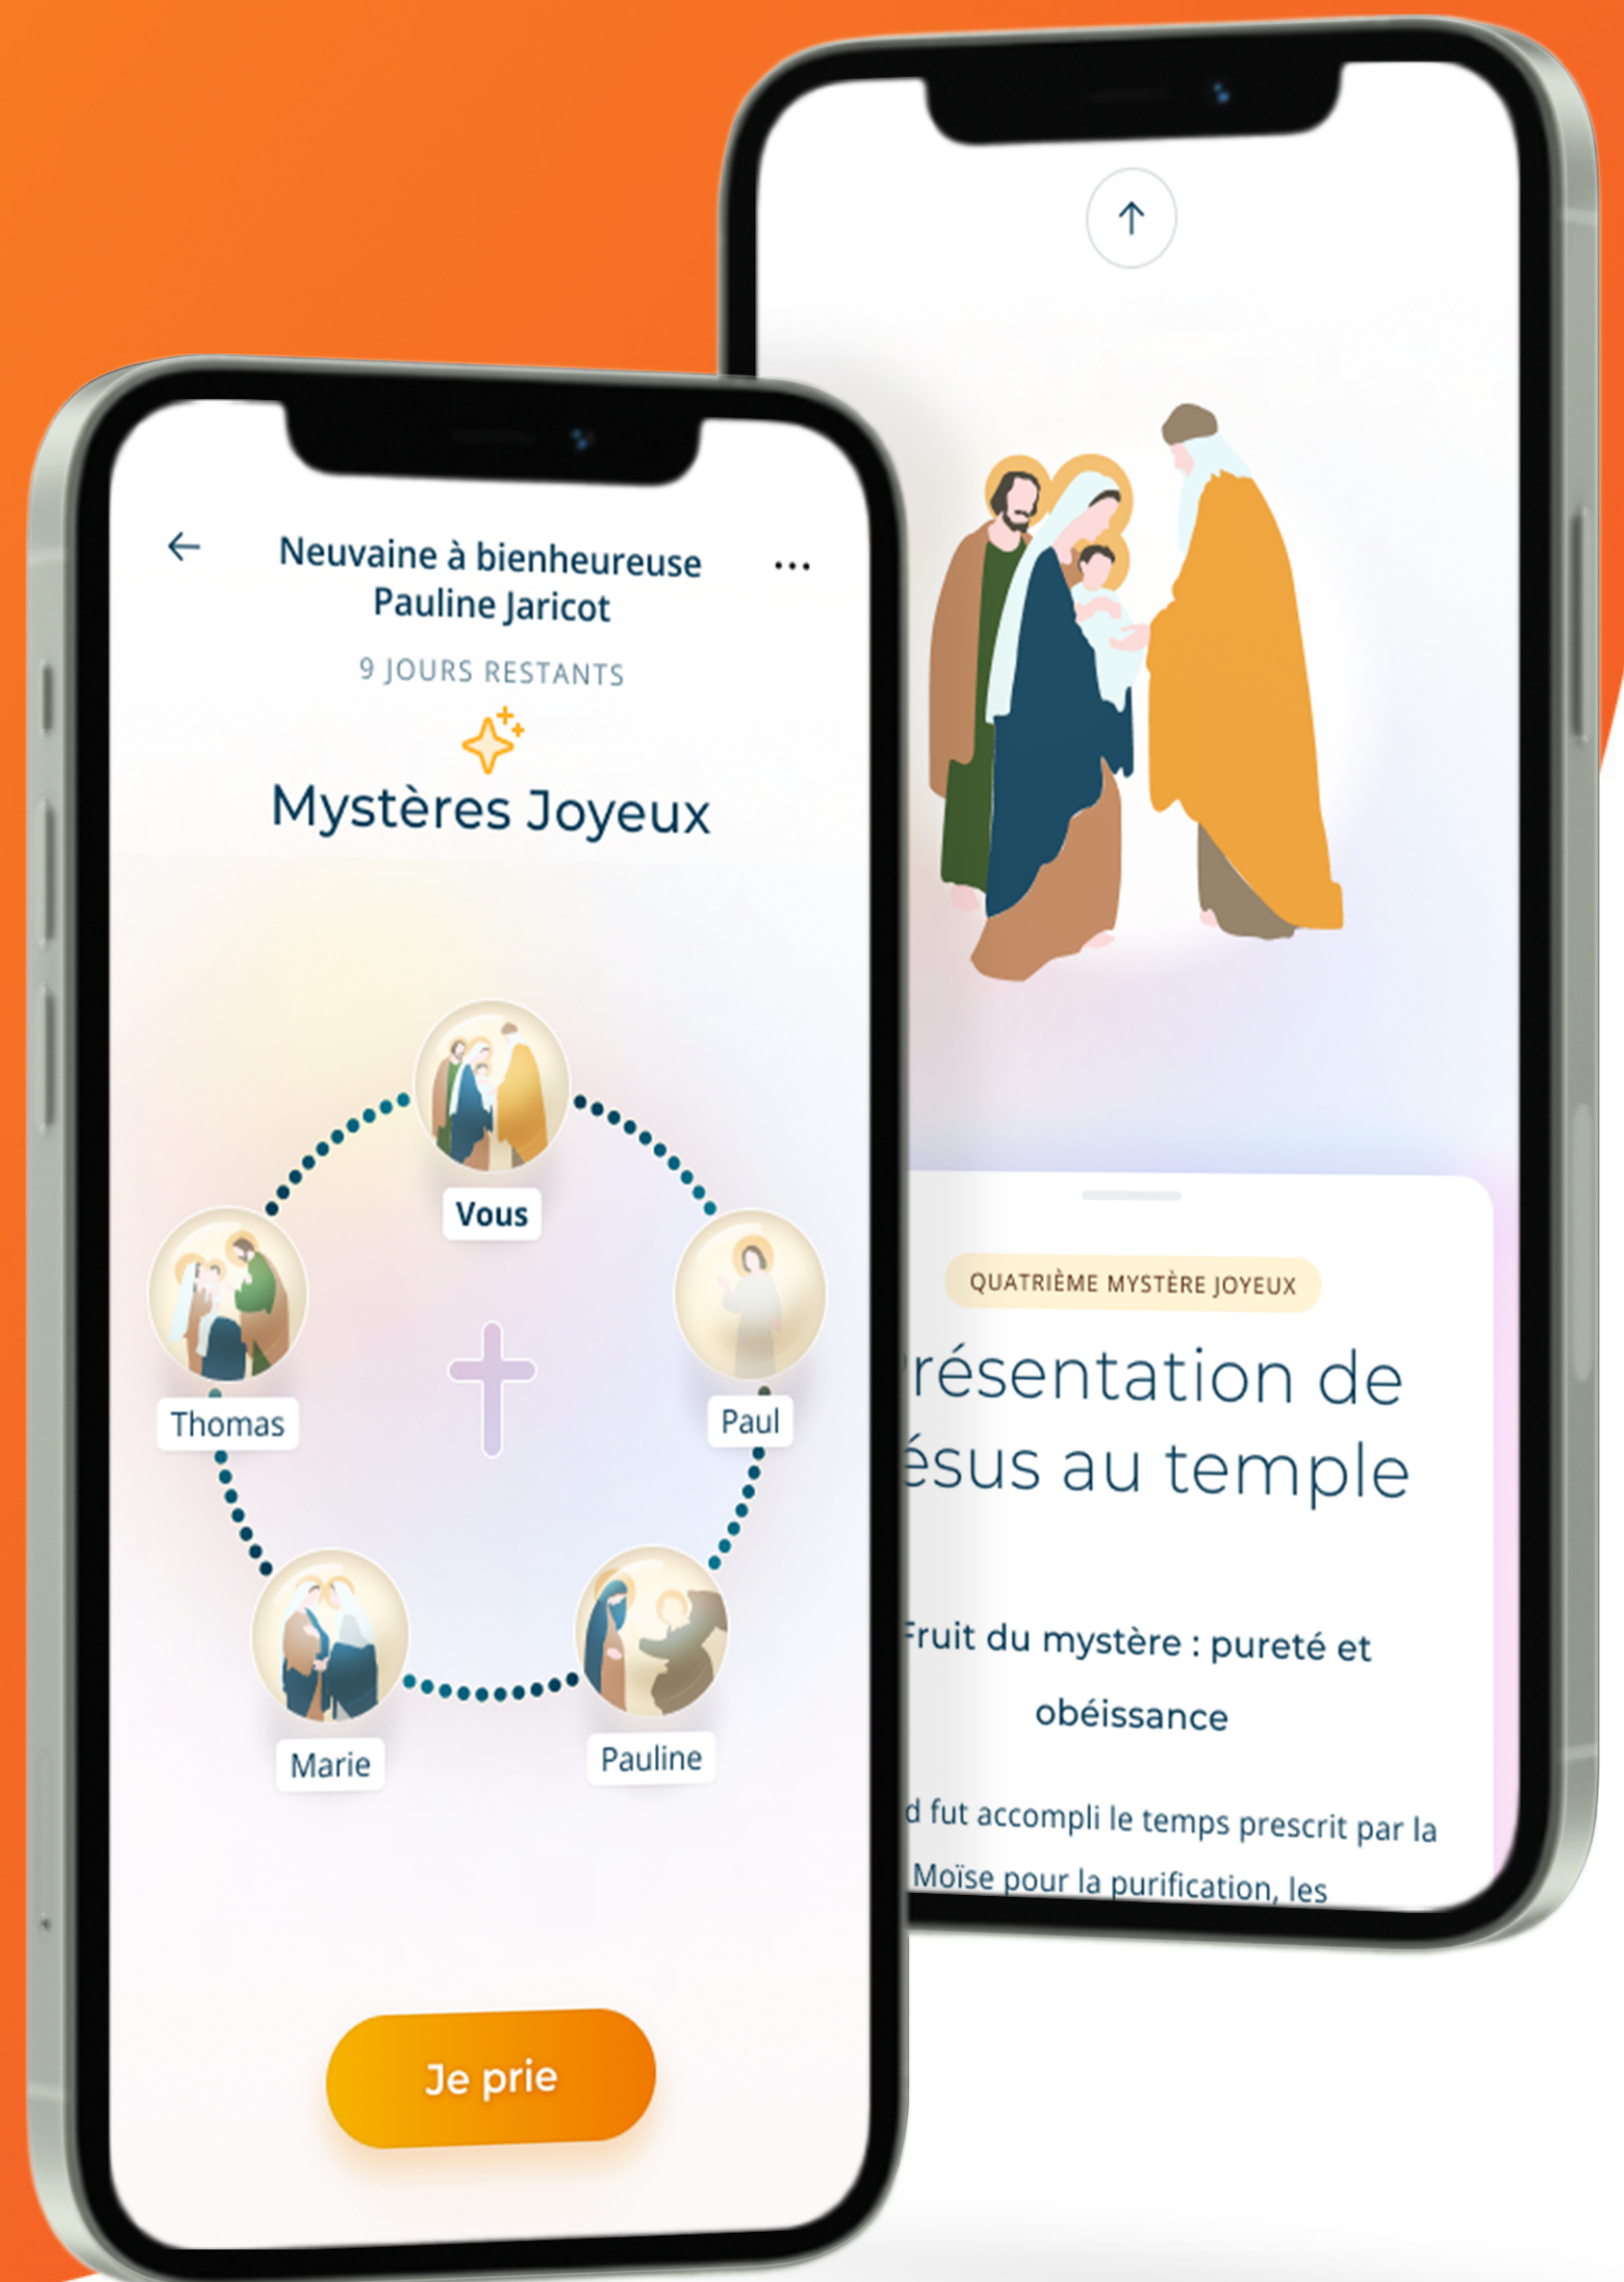 Neuvaine à bienheureuse
Pauline Jaricot
9 JOURS RESTANTS
Mystères Joyeux
Vous
Thomas
Paul
Marie
Pauline
Je prie
QUATRIÈME MYSTÈRE JOYEUX
résentation de
ésus au temple
Fruit du mystère : pureté et
obéissance
d fut accompli le temps prescrit par la
Moïse pour la purification, les